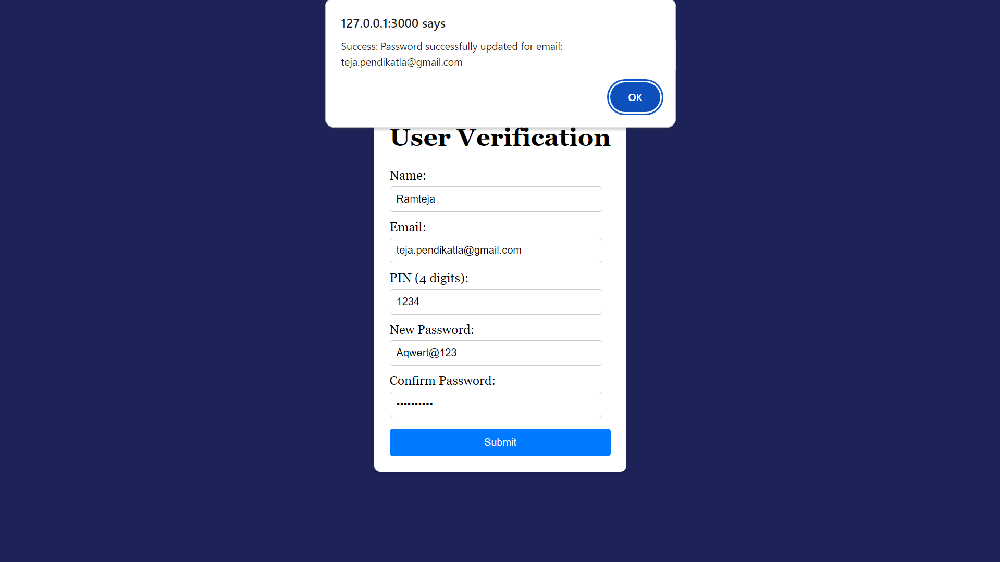 127.0.0.1:3000 says
Success: Password successfully updated for email:
teja.pendikatla@gmail.com
OK
User Verification
Name:
Ramteja
Email:
teja.pendikatla@gmail.com
PIN (4 digits):
1234
New Password:
Aqwert@123
Confirm Password:
••••••••••
Submit